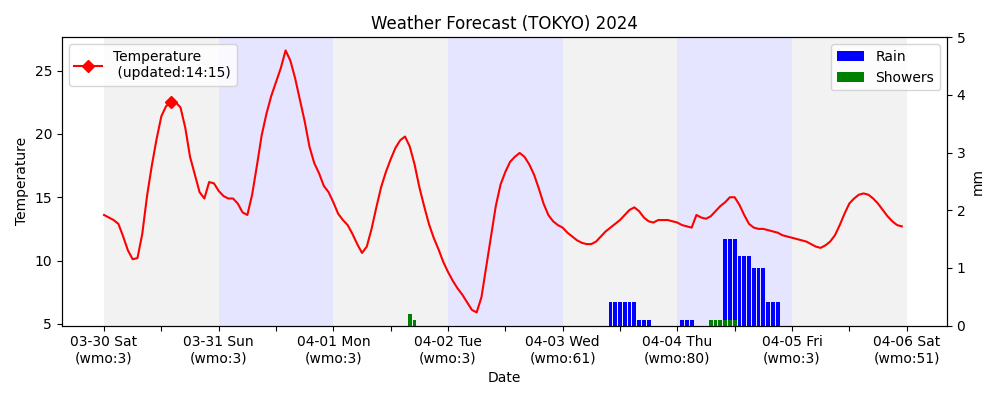 Weather Forecast (TOKYO) 2024
Temperature
(updated:14:15)
Rain
Showers
25
20
15
10
5
Temperature
5
4
3
2
1
0
mm
03-30 Sat 03-31 Sun 04-01 Mon 04-02 Tue 04-03 Wed 04-04 Thu 04-05 Fri 04-06 Sat
(wmo:3) (wmo:3) (wmo:3) (wmo:3) (wmo:61) (wmo:80) (wmo:3) (wmo:51)
Date